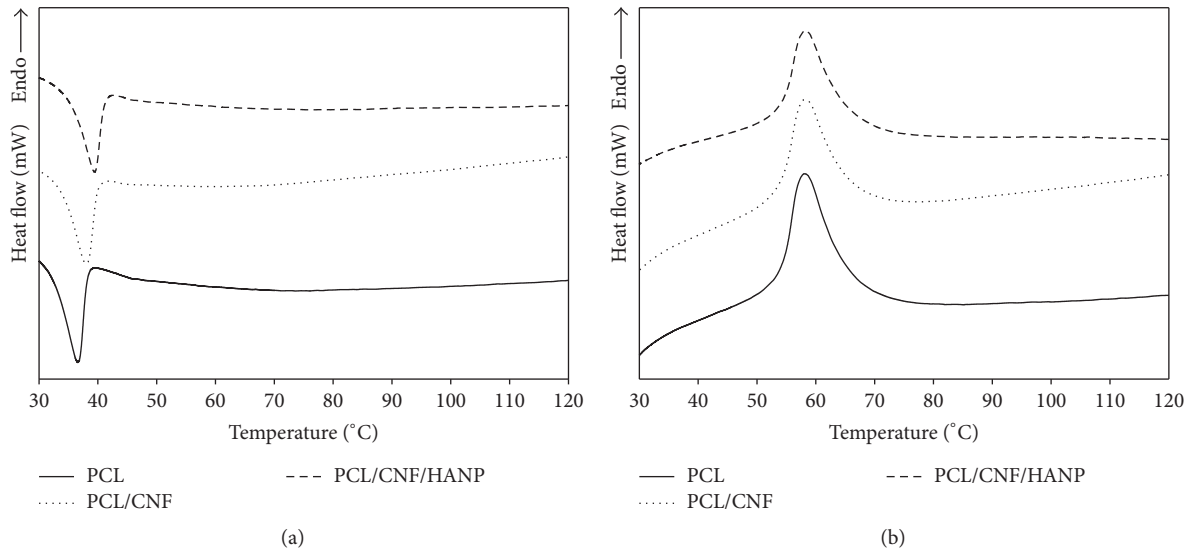 Heat flow (mW) Endo
30 40 50 60 70 80 90 100 110 120
Temperature (°C)
PCL
PCL/CNF
PCL/CNF/HANP
(a)
Heat flow (mW) Endo
30 40 50 60 70 80 90 100 110 120
Temperature (°C)
PCL
PCL/CNF
PCL/CNF/HANP
(b)